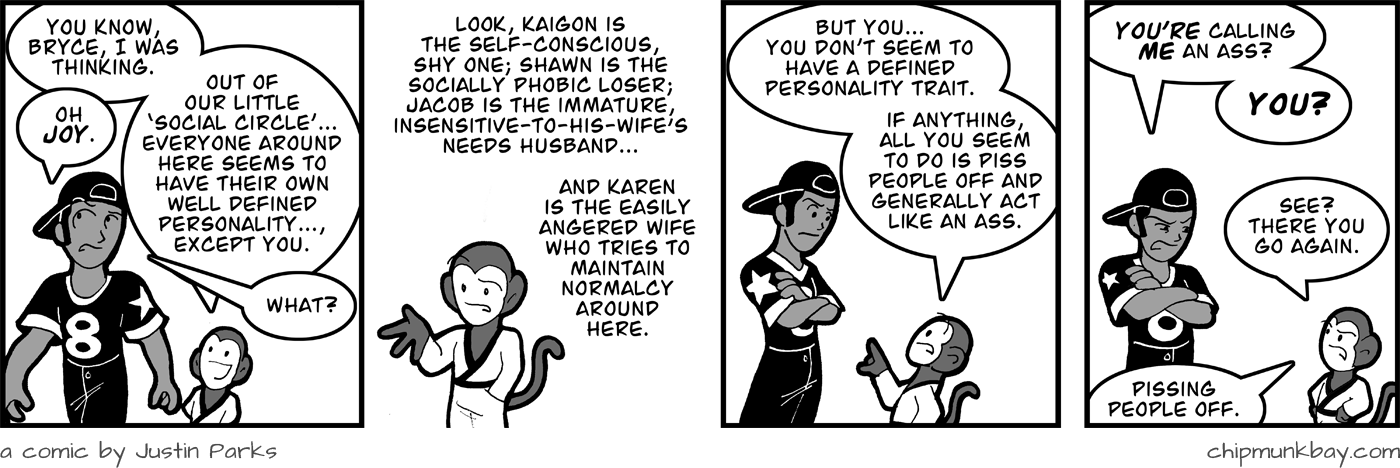 YOU KNOW,
BRYCE, I WAS
THINKING.
OH
JOY.
OUT OF
OUR LITTLE
'SOCIAL CIRCLE'...
EVERYONE AROUND
HERE SEEMS TO
HAVE THEIR OWN
WELL DEFINED
PERSONALITY...,
EXCEPT YOU.
WHAT?
8
LOOK, KAIGON IS
THE SELF-CONSCIOUS,
SHY ONE; SHAWN IS THE
SOCIALLY PHOBIC LOSER;
JACOB IS THE IMMATURE,
INSENSITIVE-TO-HIS-WIFE'S
NEEDS HUSBAND...
AND KAREN
IS THE EASILY
ANGERED WIFE
WHO TRIES TO
MAINTAIN
NORMALCY
AROUND
HERE.
BUT YOU...
YOU DON'T SEEM TO
HAVE A DEFINED
PERSONALITY TRAIT.
IF ANYTHING,
ALL YOU SEEM
TO DO IS PISS
PEOPLE OFF AND
GENERALLY ACT
LIKE AN ASS.
YOU'RE CALLING
ME AN ASS?
YOU?
SEE?
THERE YOU
GO AGAIN.
PISSING
PEOPLE OFF.
a comic by Justin Parks
chipmunkbay.com